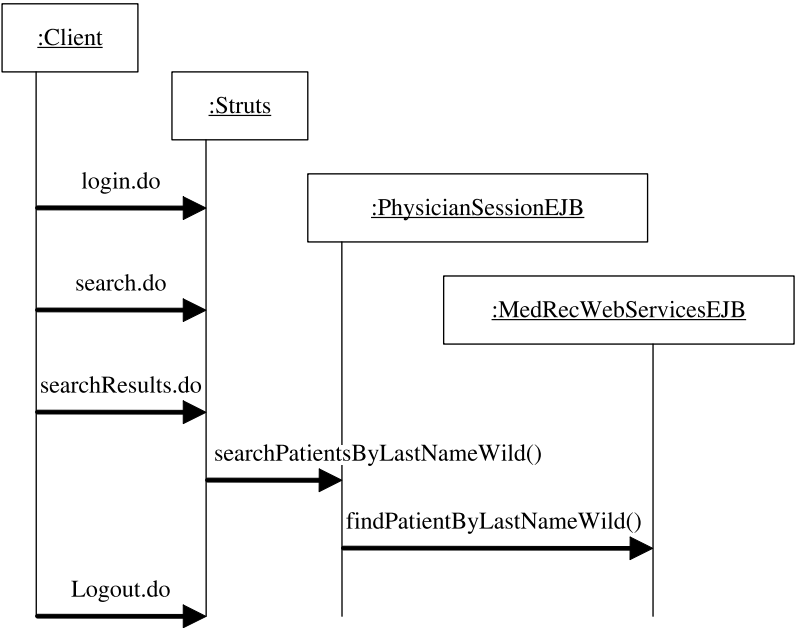 :Client
:Struts
login.do
:PhysicianSessionEJB
search.do
:MedRecWebServicesEJB
searchResults.do
searchPatientsByLastNameWild()
findPatientByLastNameWild()
Logout.do